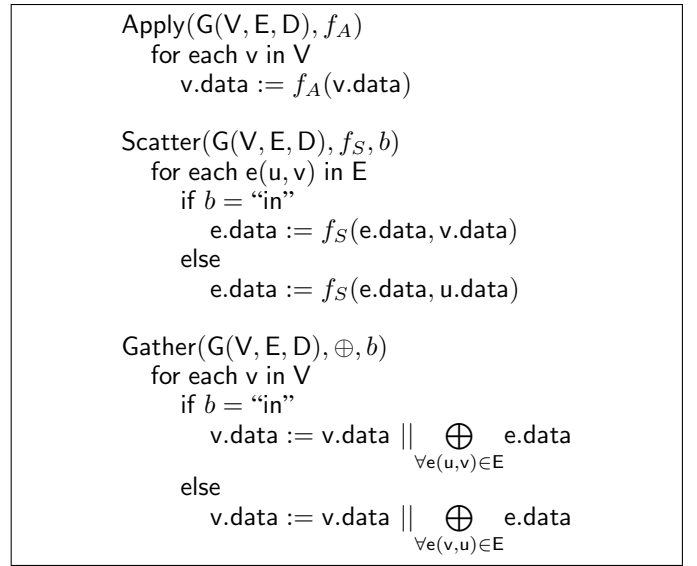 Apply(G(V, E, D), f_A)
for each v in V
v.data := f_A(v.data)
Scatter(G(V, E, D), f_S, b)
for each e(u, v) in E
if b = “in”
e.data := f_S(e.data, v.data)
else
e.data := f_S(e.data, u.data)
Gather(G(V, E, D), ⊕, b)
for each v in V
if b = “in”
v.data := v.data || ⊕ e.data
∀e(u,v)∈E
else
v.data := v.data || ⊕ e.data
∀e(v,u)∈E